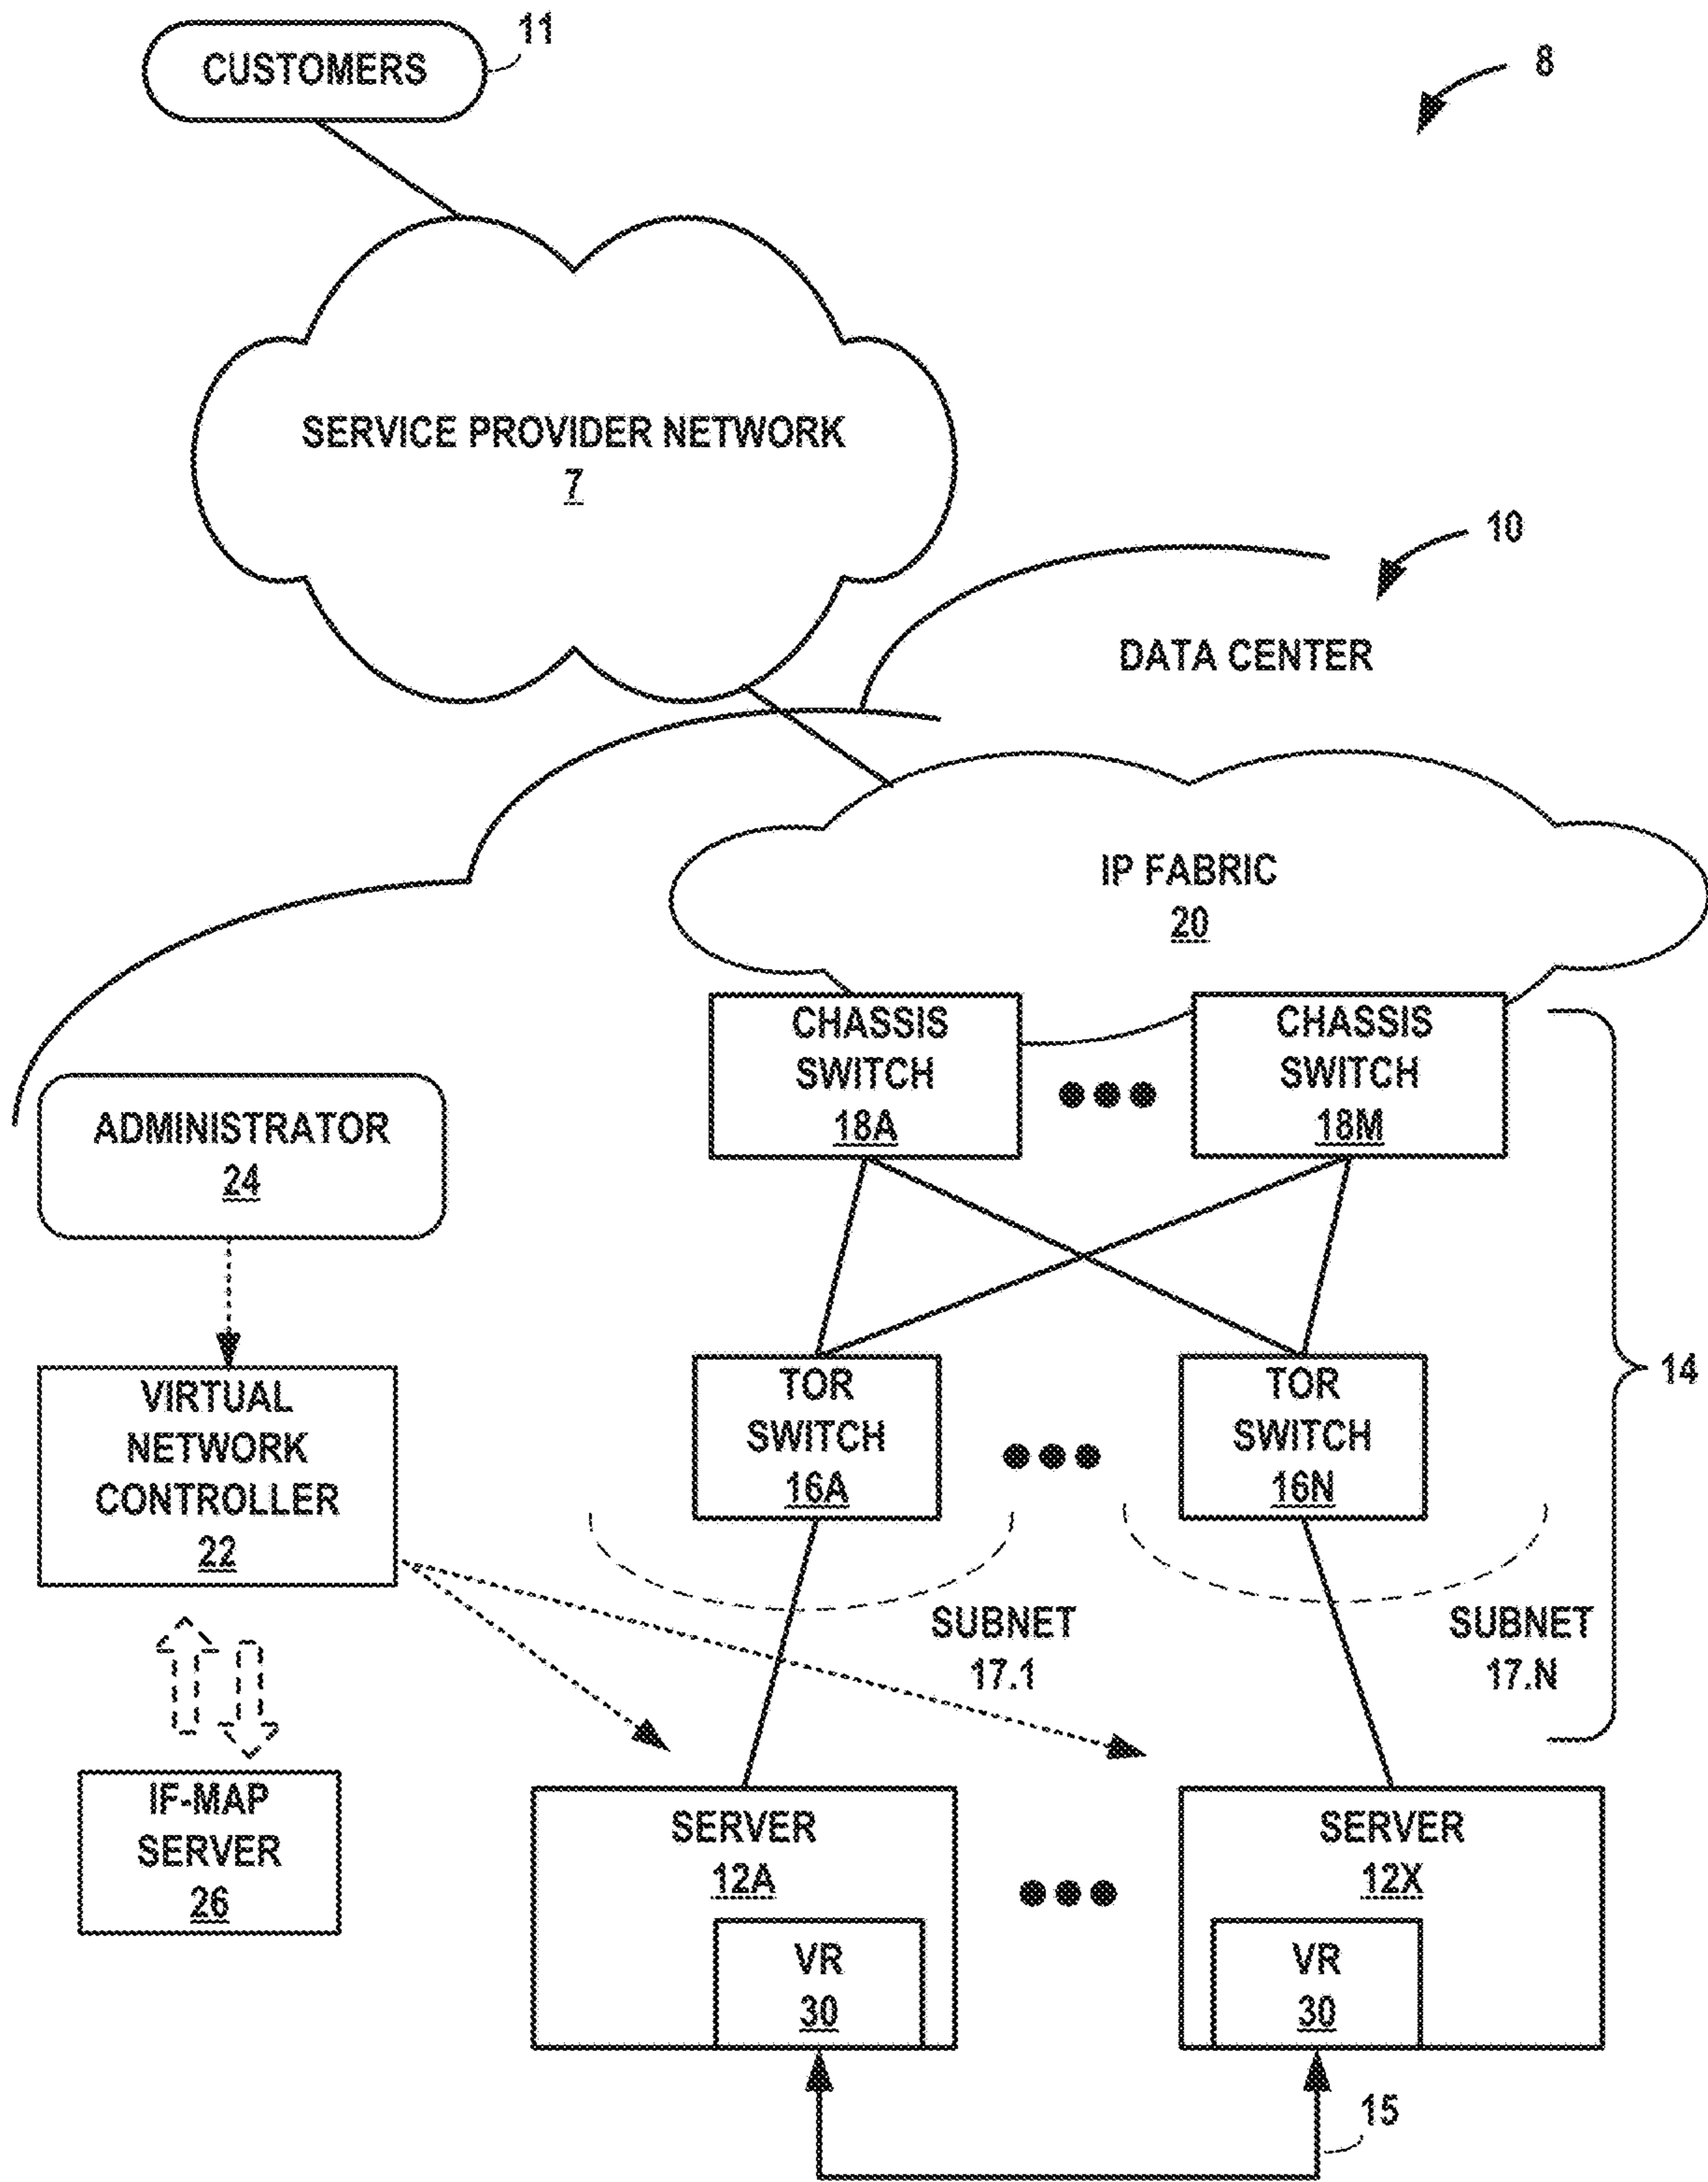 CUSTOMERS
11
8
SERVICE PROVIDER NETWORK
7
10
DATA CENTER
IP FABRIC
20
CHASSIS
SWITCH
18A
CHASSIS
SWITCH
18M
ADMINISTRATOR
24
VIRTUAL
NETWORK
CONTROLLER
22
TOR
SWITCH
16A
TOR
SWITCH
16N
14
SUBNET
17.1
SUBNET
17.N
IF-MAP
SERVER
26
SERVER
12A
VR
30
SERVER
12X
VR
30
15